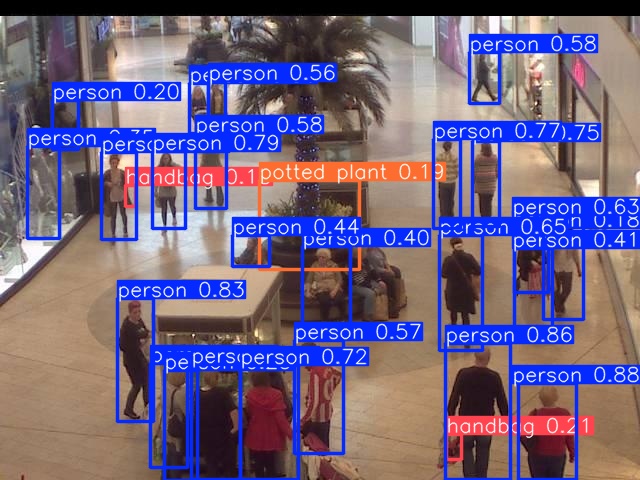 person 0.58
person 0.56
person 0.20
person 0.58
person 0.77
.75
person 0.79
potted plant 0.19
handbag 0.1
person 0.63
person 0.44
person 0.65
person 0.40
person 0.41
person 0.83
person 0.57
person 0.86
person 0.72
person 0.88
handbag 0.21